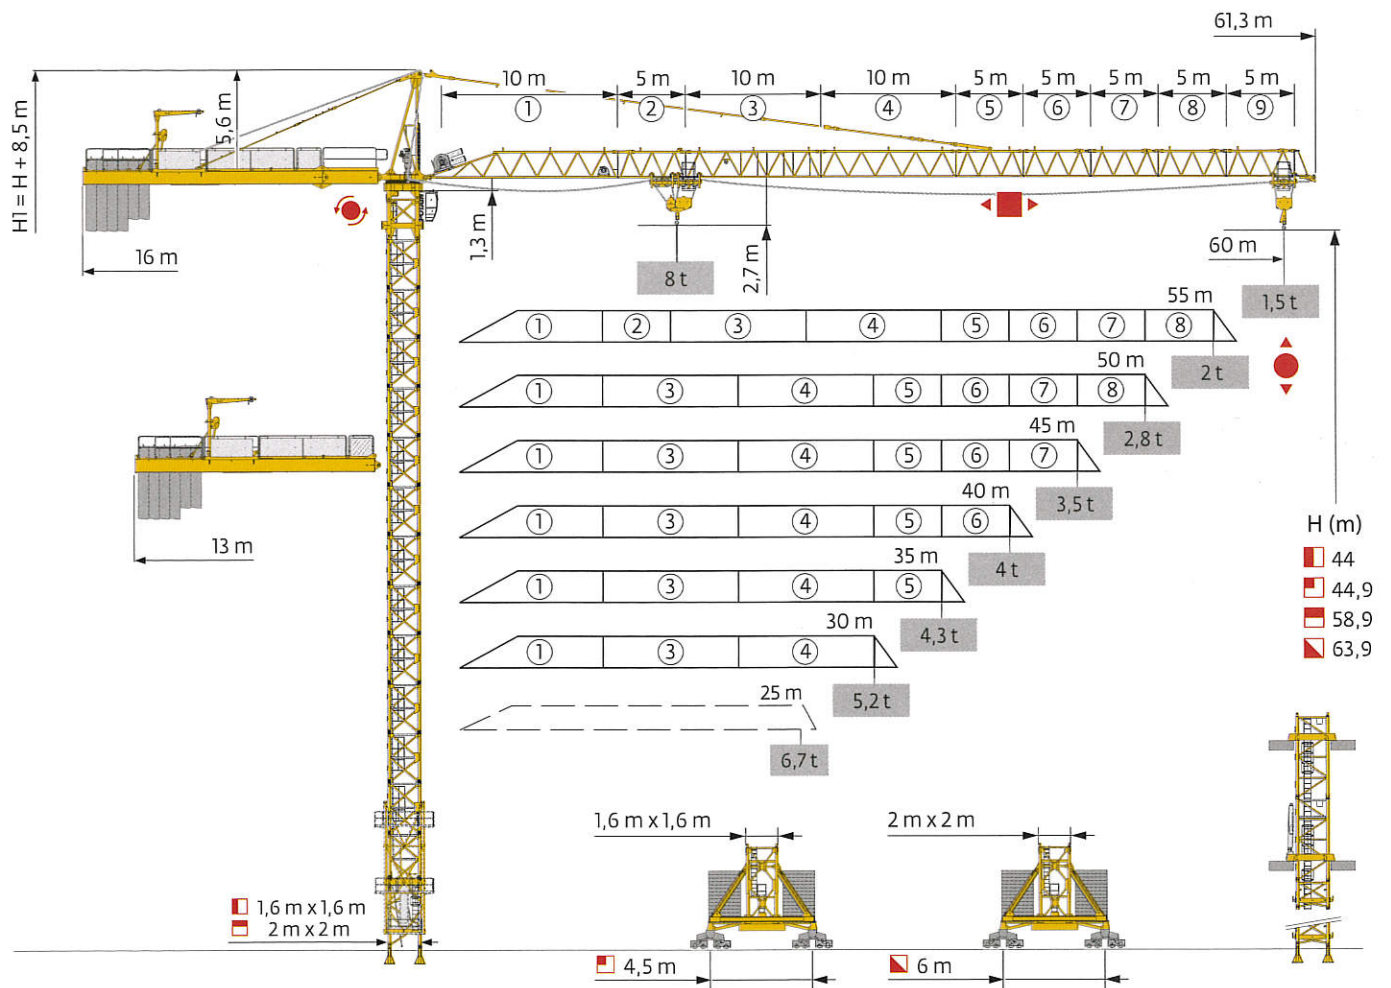 61,3 m
10 m 5 m 10 m 10 m 5 m 5 m 5 m 5 m 5 m
1 2 3 4 5 6 7 8 9
H1 = H + 8,5 m
5,6 m
16 m
1,3 m
2,7 m
8 t
60 m
1,5 t
55 m
1 2 3 4 5 6 7 8
2 t
50 m
1 3 4 5 6 7 8
2,8 t
45 m
1 3 4 5 6 7
3,5 t
40 m
1 3 4 5 6
4 t
35 m
1 3 4 5
4,3 t
30 m
1 3 4
5,2 t
25 m
6,7 t
13 m
H (m)
44
44,9
58,9
63,9
1,6 m x 1,6 m
2 m x 2 m
1,6 m x 1,6 m
4,5 m
2 m x 2 m
6 m